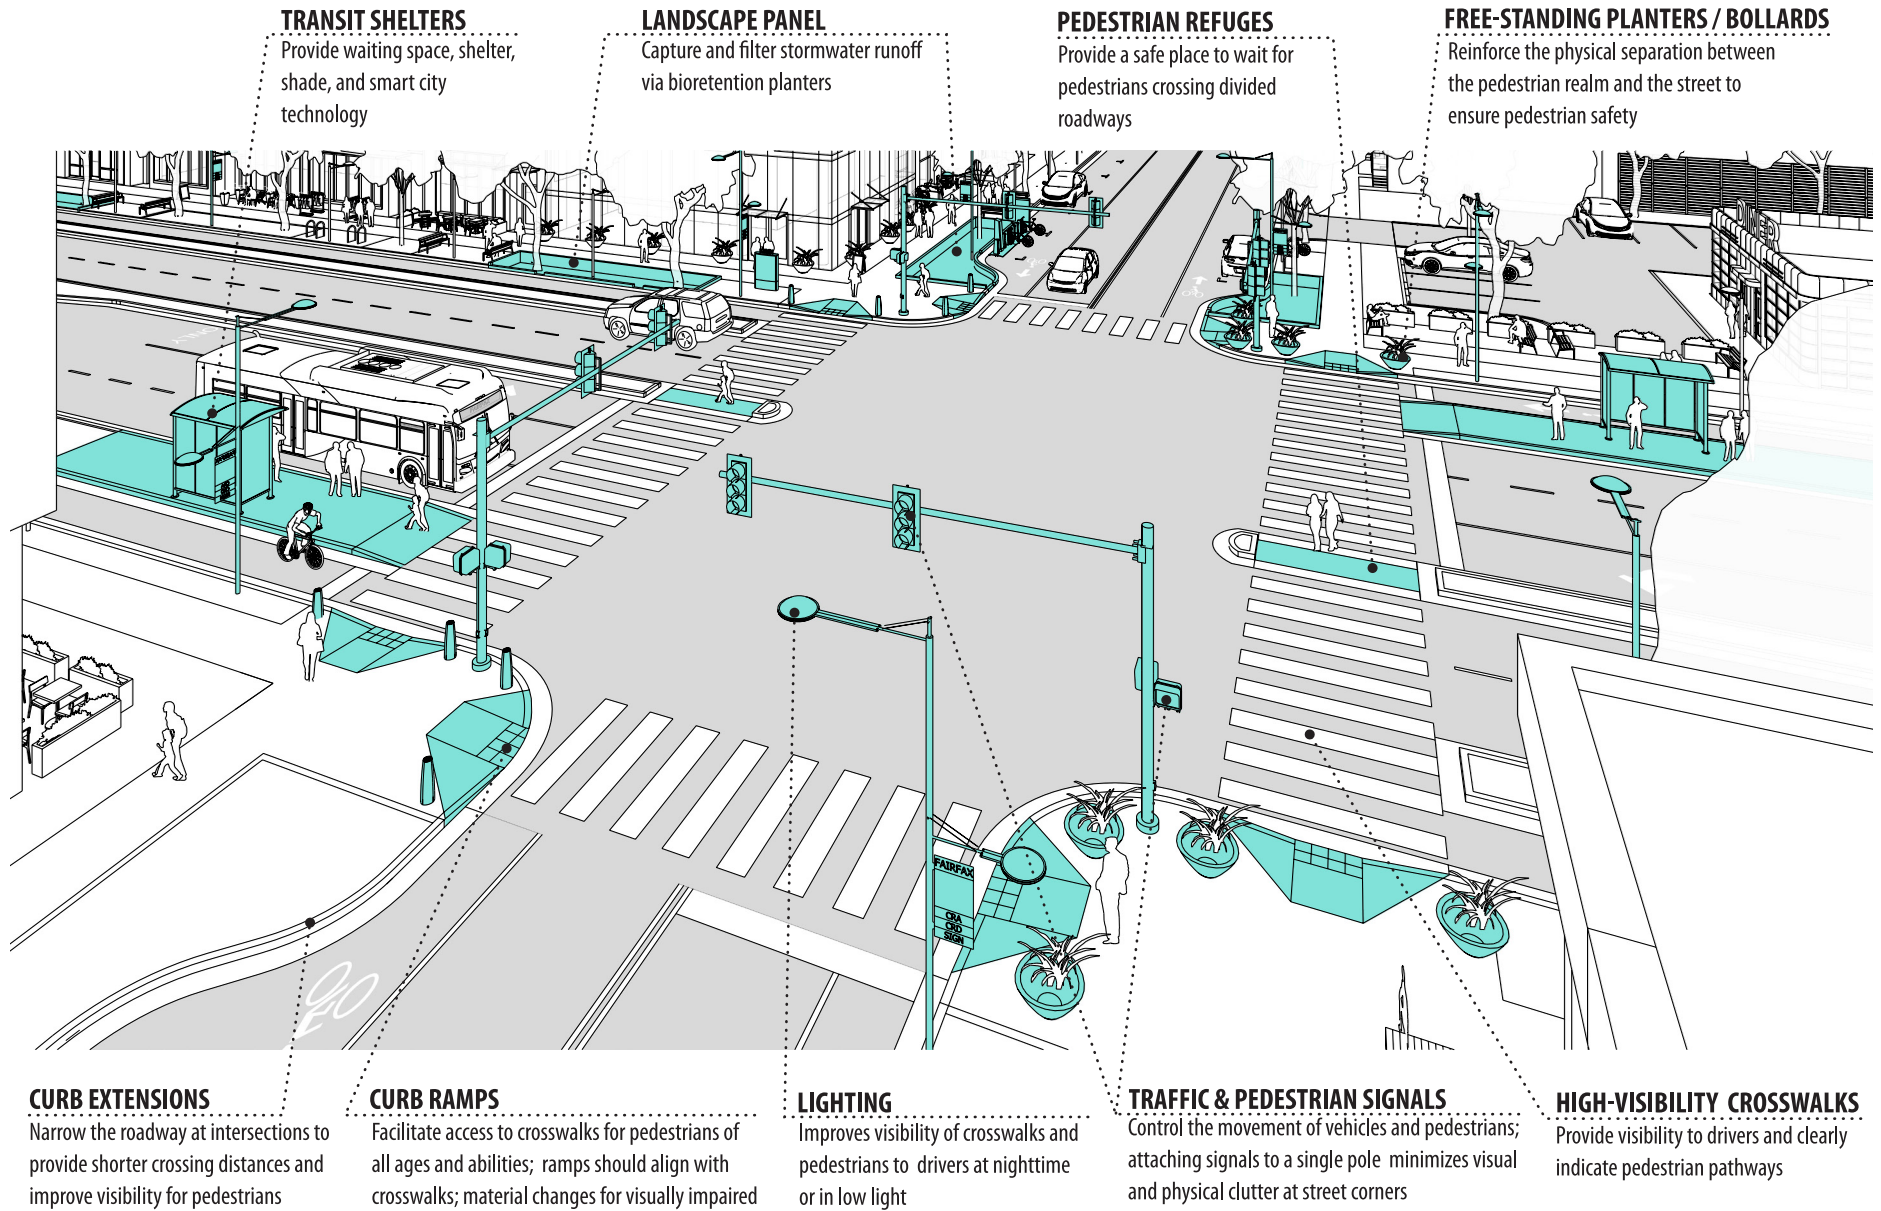 TRANSIT SHELTERS
Provide waiting space, shelter,
shade, and smart city
technology
LANDSCAPE PANEL
Capture and filter stormwater runoff
via bioretention planters
PEDESTRIAN REFUGES
Provide a safe place to wait for
pedestrians crossing divided
roadways
FREE-STANDING PLANTERS / BOLLARDS
Reinforce the physical separation between
the pedestrian realm and the street to
ensure pedestrian safety
DINER
ONLY
FAIRFAX
CRA
CRD
SIGN
CURB EXTENSIONS
Narrow the roadway at intersections to
provide shorter crossing distances and
improve visibility for pedestrians
CURB RAMPS
Facilitate access to crosswalks for pedestrians of
all ages and abilities; ramps should align with
crosswalks; material changes for visually impaired
LIGHTING
Improves visibility of crosswalks and
pedestrians to drivers at nighttime
or in low light
TRAFFIC & PEDESTRIAN SIGNALS
Control the movement of vehicles and pedestrians;
attaching signals to a single pole minimizes visual
and physical clutter at street corners
HIGH-VISIBILITY CROSSWALKS
Provide visibility to drivers and clearly
indicate pedestrian pathways